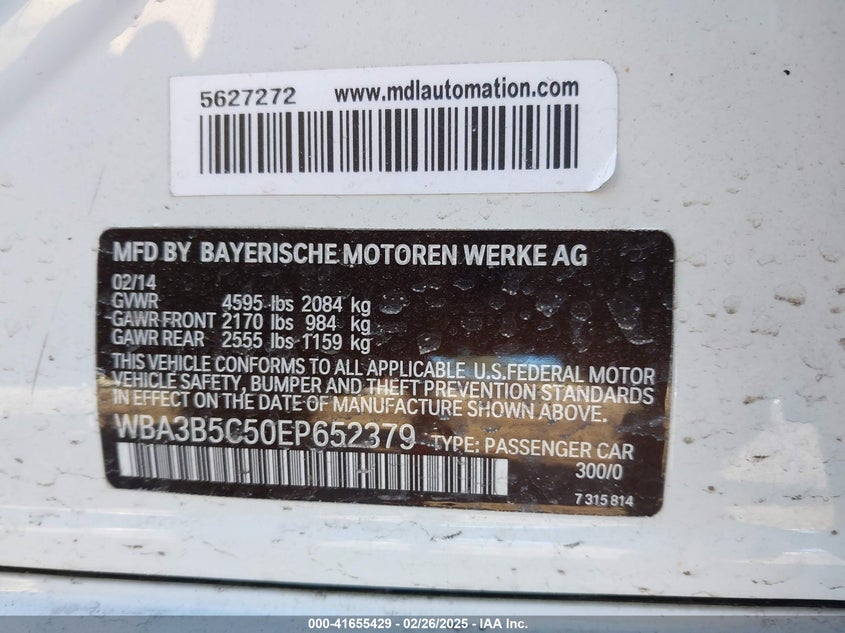 5627272 www.mdlautomation.com
MFD BY BAYERISCHE MOTOREN WERKE AG
02/14
GVWR 4595 lbs 2084 kg
GAWR FRONT 2170 lbs 984 kg
GAWR REAR 2555 lbs 1159 kg
THIS VEHICLE CONFORMS TO ALL APPLICABLE U.S.FEDERAL MOTOR
VEHICLE SAFETY, BUMPER AND THEFT PREVENTION STANDARDS
IN EFFECT ON THE DATE OF MANUFACTURE SHOWN ABOVE.
WBA3B5C50EP652379 TYPE: PASSENGER CAR
300/0
7 315 814
000-41655429 - 02/26/2025 - IAA Inc.